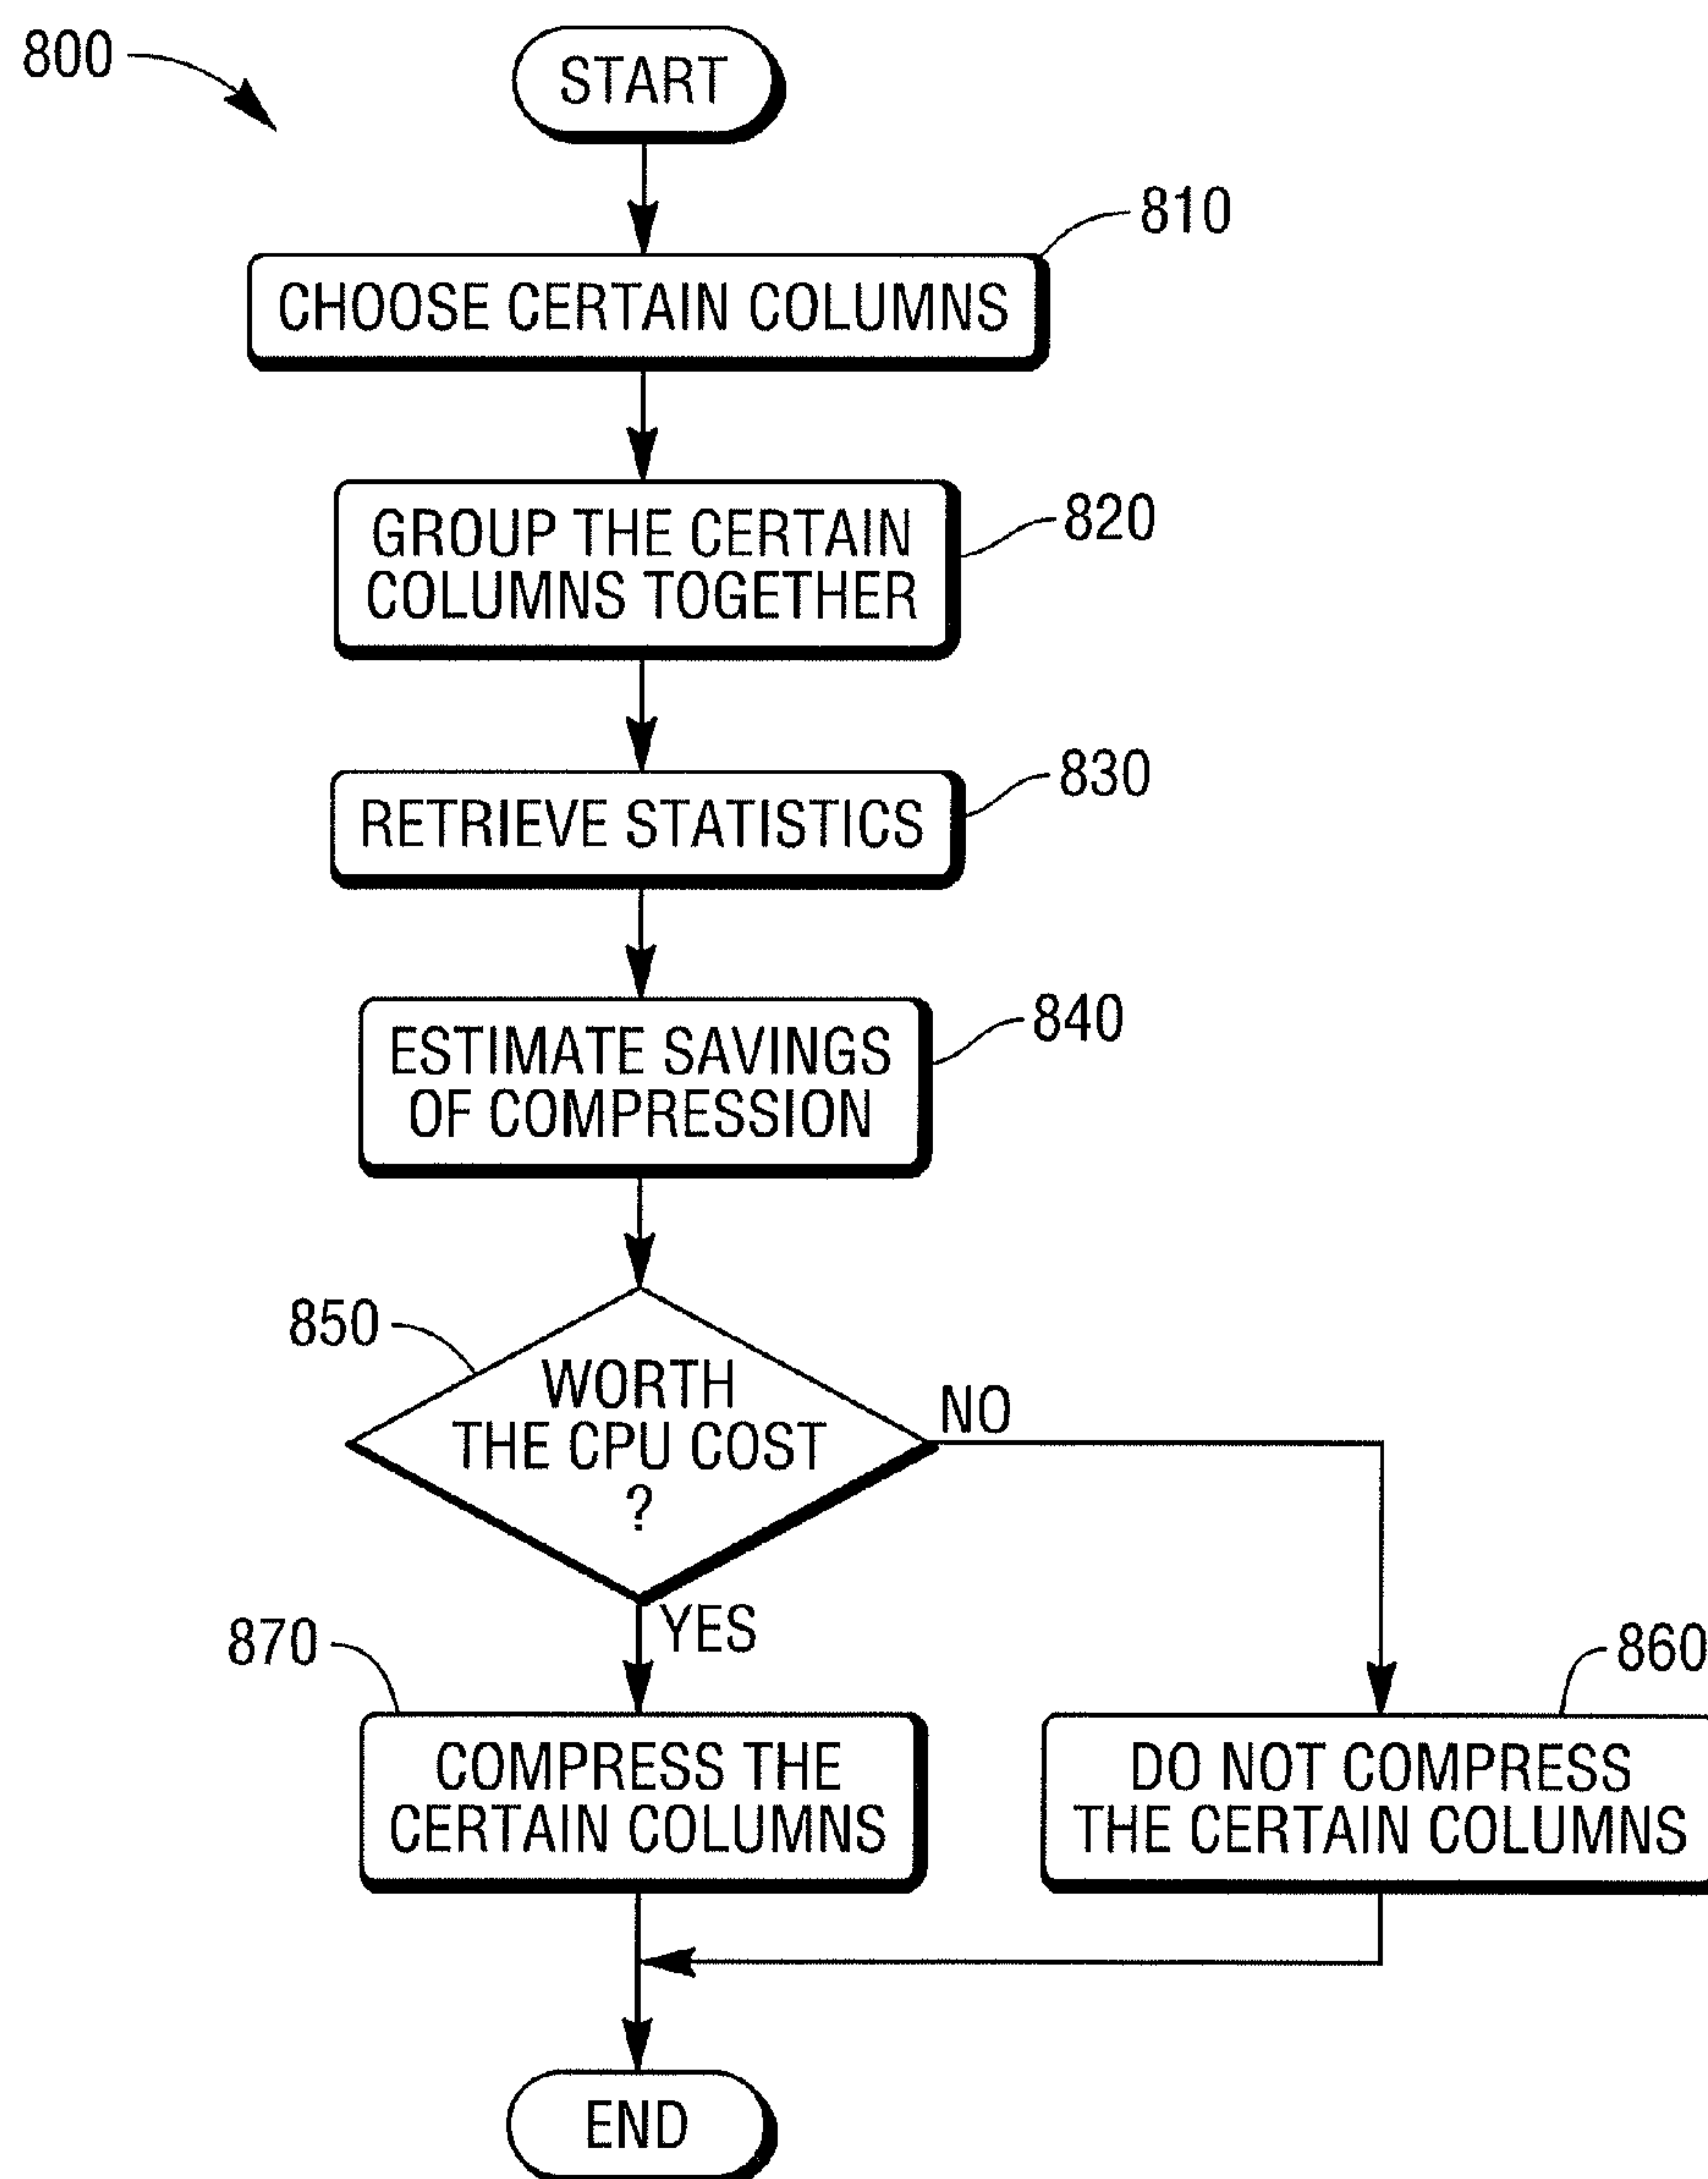 800
START
810
CHOOSE CERTAIN COLUMNS
820
GROUP THE CERTAIN
COLUMNS TOGETHER
830
RETRIEVE STATISTICS
840
ESTIMATE SAVINGS
OF COMPRESSION
850
WORTH
THE CPU COST
?
NO
YES
870
860
COMPRESS THE
CERTAIN COLUMNS
DO NOT COMPRESS
THE CERTAIN COLUMNS
END